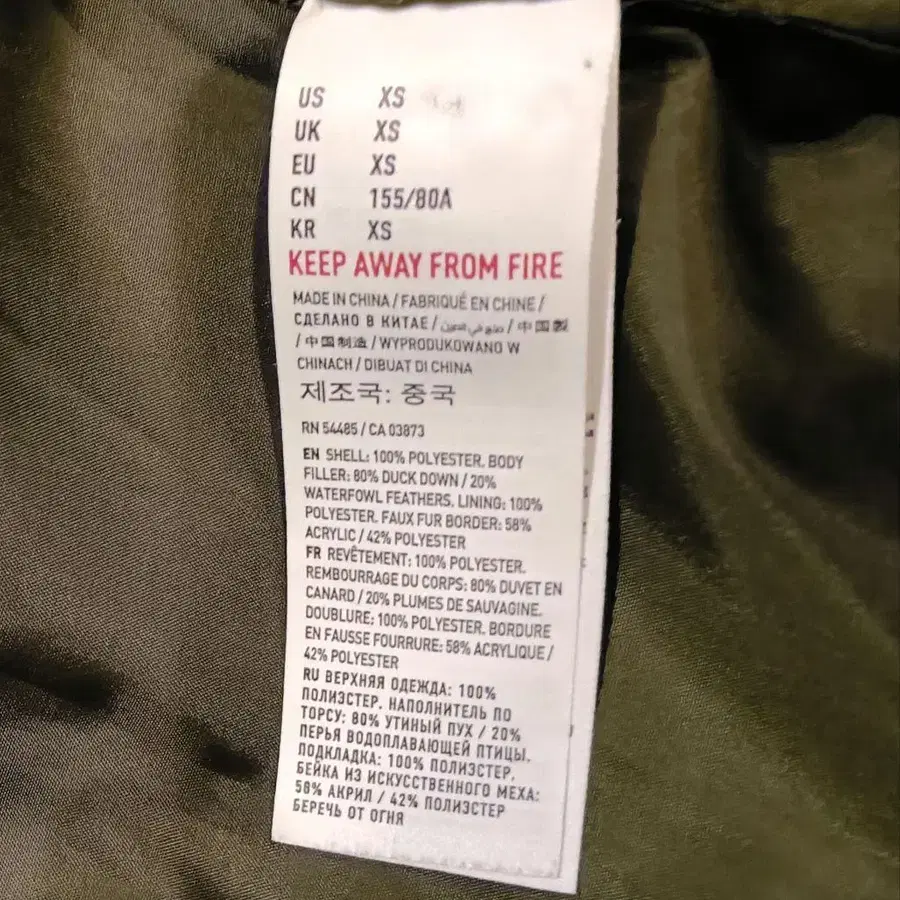 US XS
UK XS
EU XS
CN 155/80A
KR XS
KEEP AWAY FROM FIRE
MADE IN CHINA / FABRIQUÉ EN CHINE /
СДЕЛАНО В КИТАЕ / صنع في الصين / 中国製
/ 中国制造 / WYPRODUKOWANO W
CHINACH / DIBUAT DI CHINA
제조국: 중국
RN 54485 / CA 03873
EN SHELL: 100% POLYESTER. BODY
FILLER: 80% DUCK DOWN / 20%
WATERFOWL FEATHERS. LINING: 100%
POLYESTER. FAUX FUR BORDER: 58%
ACRYLIC / 42% POLYESTER
FR REVÊTEMENT: 100% POLYESTER.
REMBOURRAGE DU CORPS: 80% DUVET EN
CANARD / 20% PLUMES DE SAUVAGINE.
DOUBLURE: 100% POLYESTER. BORDURE
EN FAUSSE FOURRURE: 58% ACRYLIQUE /
42% POLYESTER
RU ВЕРХНЯЯ ОДЕЖДА: 100%
ПОЛИЭСТЕР. НАПОЛНИТЕЛЬ ПО
ТОРСУ: 80% УТИНЫЙ ПУХ / 20%
ПЕРЬЯ ВОДОПЛАВАЮЩЕЙ ПТИЦЫ.
ПОДКЛАДКА: 100% ПОЛИЭСТЕР.
БЕЙКА ИЗ ИСКУССТВЕННОГО МЕХА:
58% АКРИЛ / 42% ПОЛИЭСТЕР
БЕРЕЧЬ ОТ ОГНЯ